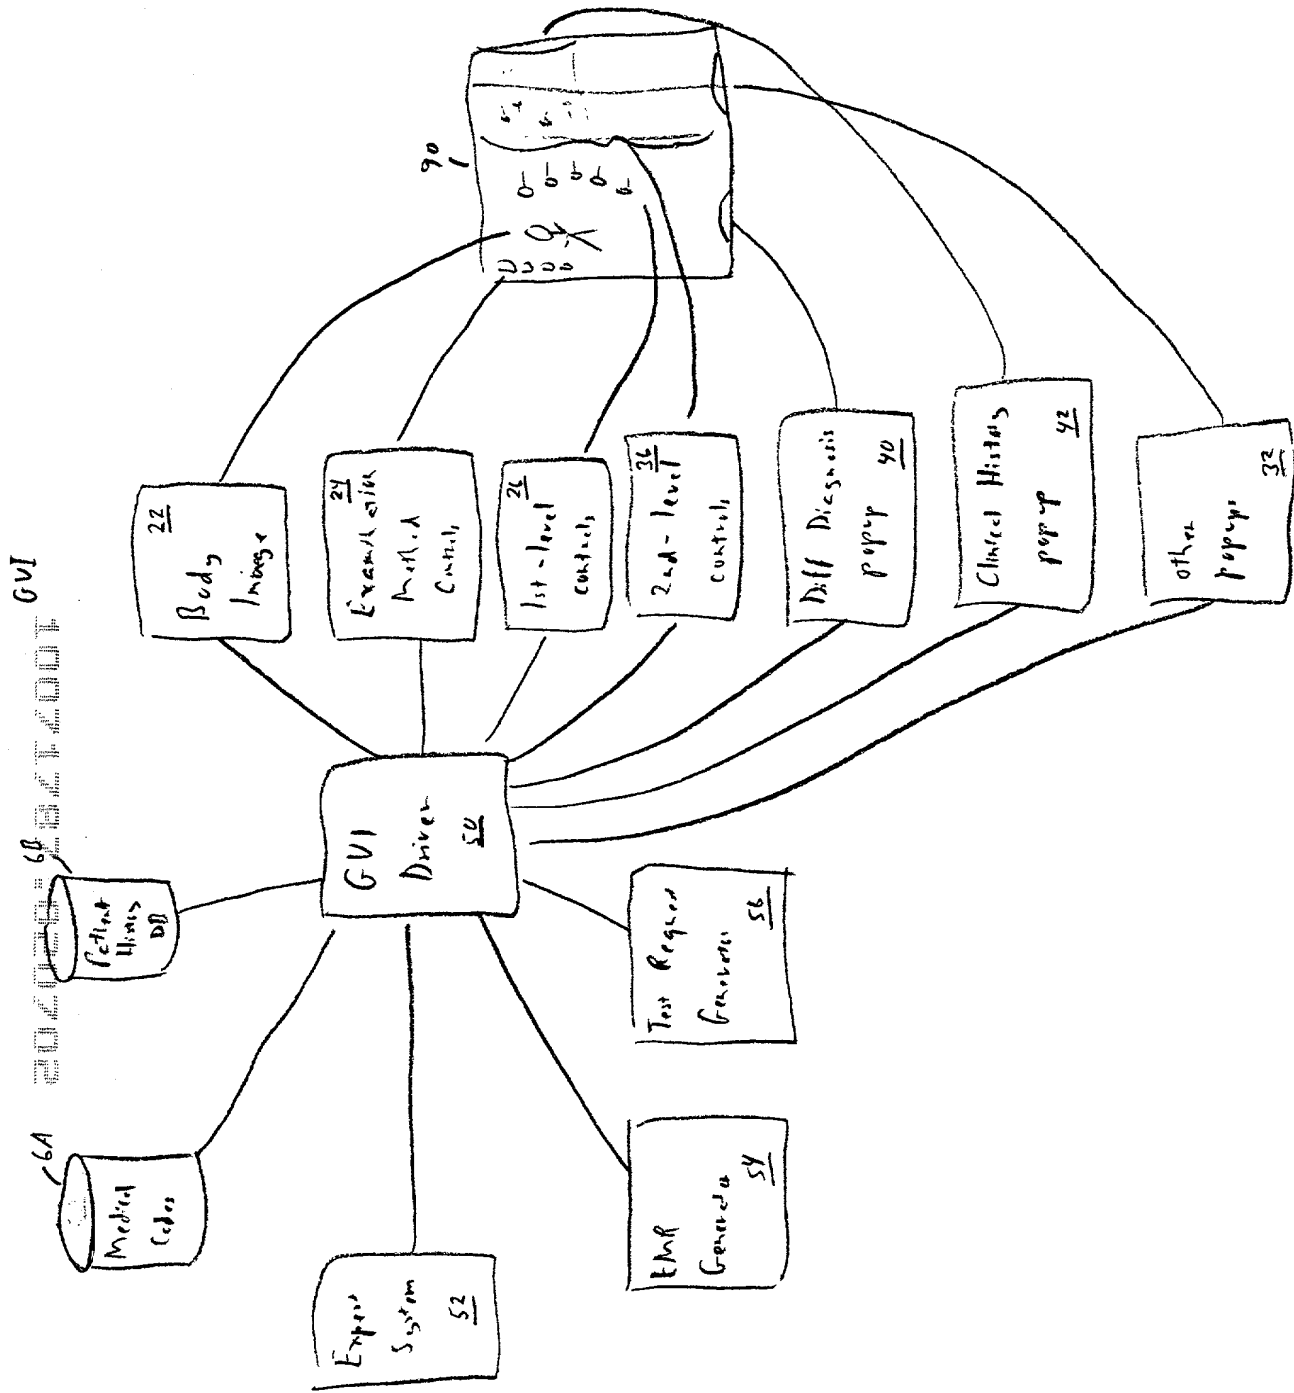 GUI
6A
Medical
Codes
6B
Patient
History
DB
Expert
System
52
GUI
Driver
50
EMR
Generator
54
Test Request
Generator
56
22
Body
Image
24
Examination
Method
Controls
26
1st-level
controls
36
2nd-level
controls
Diff Diagnosis
popup
40
Clinical History
popup
42
other
popups
32
90